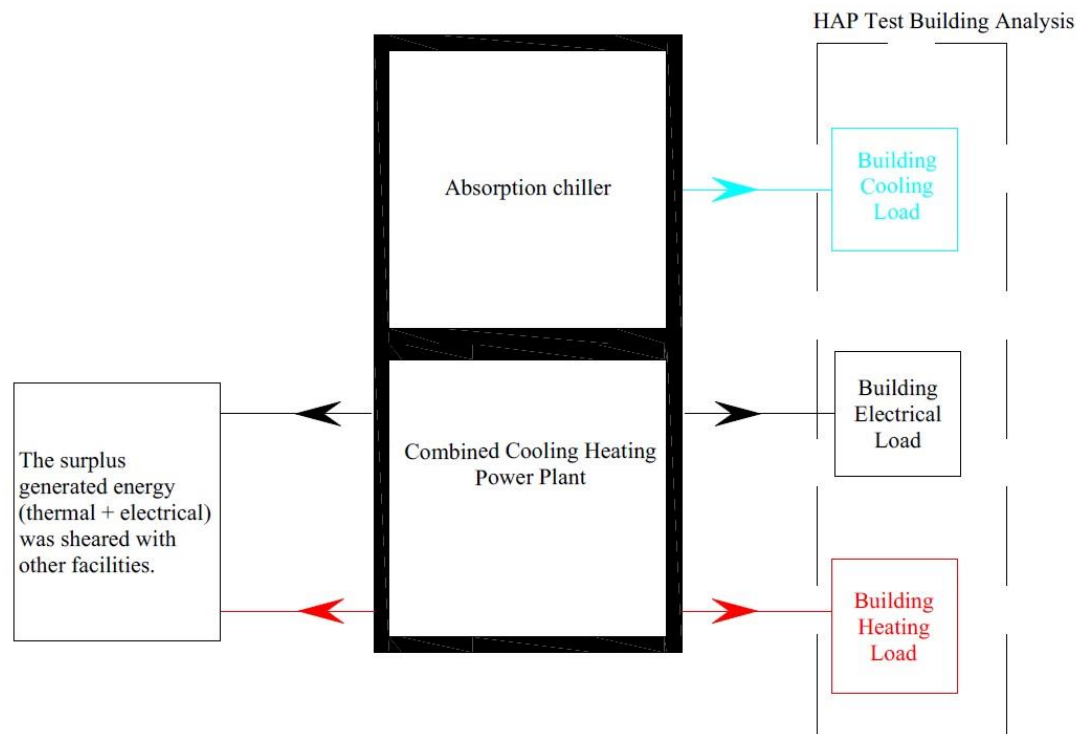 HAP Test Building Analysis
Absorption chiller
Building
Cooling
Load
Combined Cooling Heating
Power Plant
Building
Electrical
Load
The surplus
generated energy
(thermal + electrical)
was sheared with
other facilities.
Building
Heating
Load